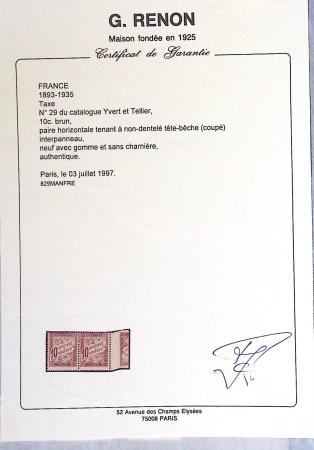 G. RENON
Maison fondée en 1925
Certificat de Garantie
FRANCE
1893-1935
Taxe
N° 29 du catalogue Yvert et Tellier,
10c. brun,
paire horizontale tenant à non-dentelé tête-bêche (coupé)
interpanneau,
neuf avec gomme et sans charnière,
authentique.
Paris, le 03 juillet 1997.
829MANFRE
10 10
52 Avenue des Champs Elysées
75008 PARIS